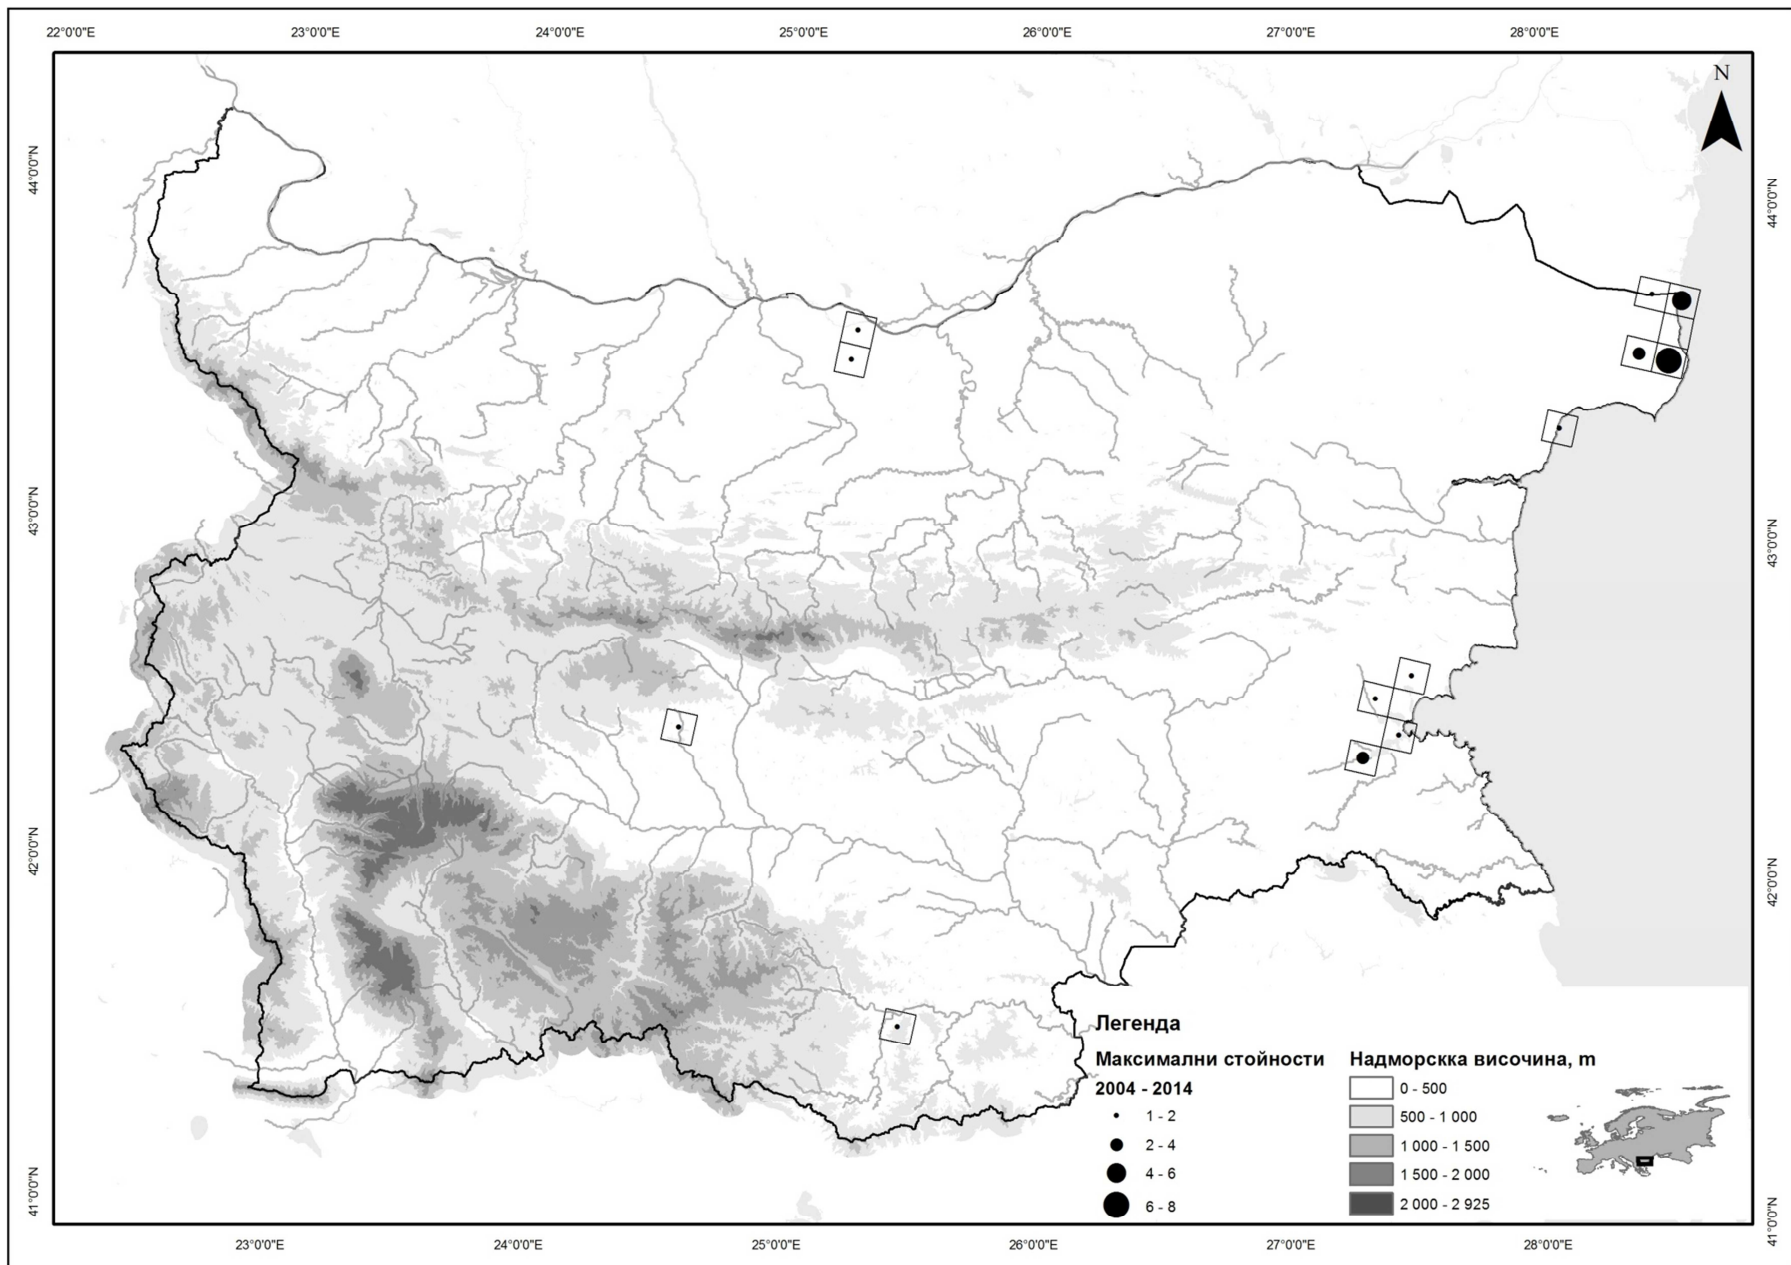 22°0'0"E 23°0'0"E 24°0'0"E 25°0'0"E 26°0'0"E 27°0'0"E 28°0'0"E
N
44°0'0"N
44°0'0"N
43°0'0"N
43°0'0"N
42°0'0"N
42°0'0"N
41°0'0"N
41°0'0"N
Легенда
Максимални стойности
2004 - 2014
1 - 2
2 - 4
4 - 6
6 - 8
Надморсkка височина, m
0 - 500
500 - 1 000
1 000 - 1 500
1 500 - 2 000
2 000 - 2 925
23°0'0"E 24°0'0"E 25°0'0"E 26°0'0"E 27°0'0"E 28°0'0"E